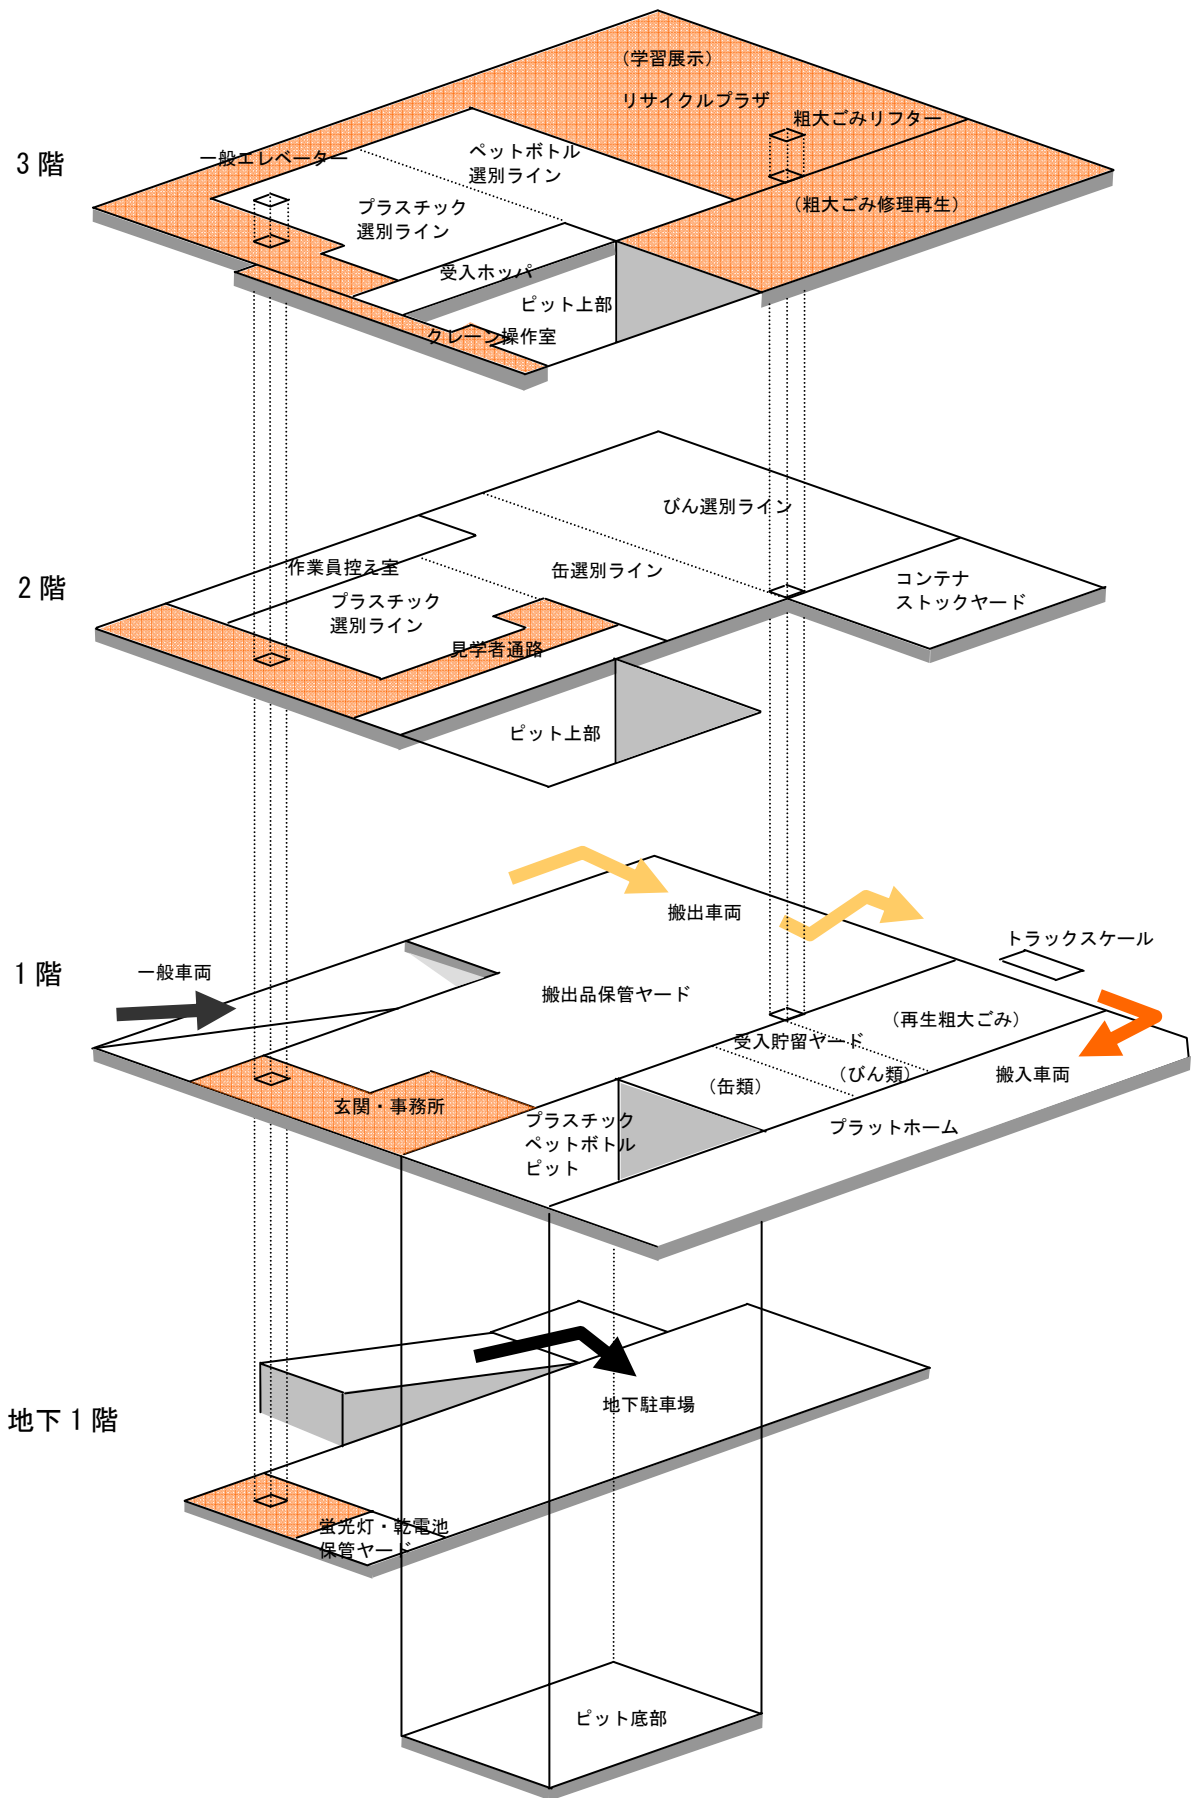 （学習展示）
リサイクルプラザ
粗大ごみリフター
3階
一般エレベーター
ペットボトル
選別ライン
プラスチック
選別ライン
（粗大ごみ修理再生）
受入ホッパ
ピット上部
クレーン操作室
びん選別ライン
2階
作業員控え室
缶選別ライン
コンテナ
ストックヤード
プラスチック
選別ライン
見学者通路
ピット上部
搬出車両
トラックスケール
1階
一般車両
搬出品保管ヤード
（再生粗大ごみ）
受入貯留ヤード
（缶類）
（びん類）
搬入車両
玄関・事務所
プラスチック
ペットボトル
ピット
プラットホーム
地下1階
地下駐車場
蛍光灯・乾電池
保管ヤード
ピット底部